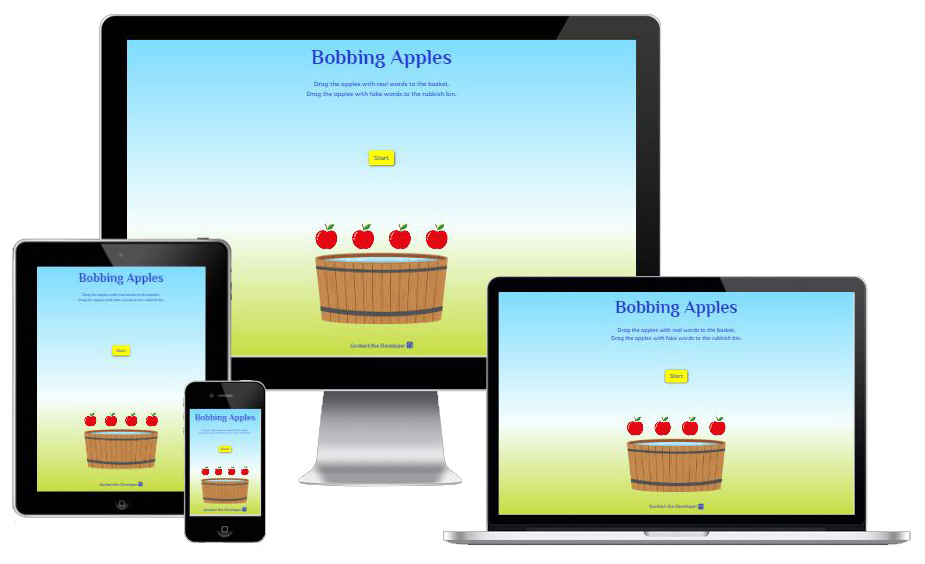 Bobbing Apples
Drag the apples with real words to the basket.
Drag the apples with fake words to the rubbish bin.
Start
Contact the Developer
Bobbing Apples
Drag the apples with real words to the basket.
Drag the apples with fake words to the rubbish bin.
Start
Contact the Developer
Bobbing Apples
Start
Contact the Developer
Bobbing Apples
Drag the apples with real words to the basket.
Drag the apples with fake words to the rubbish bin.
Start
Contact the Developer